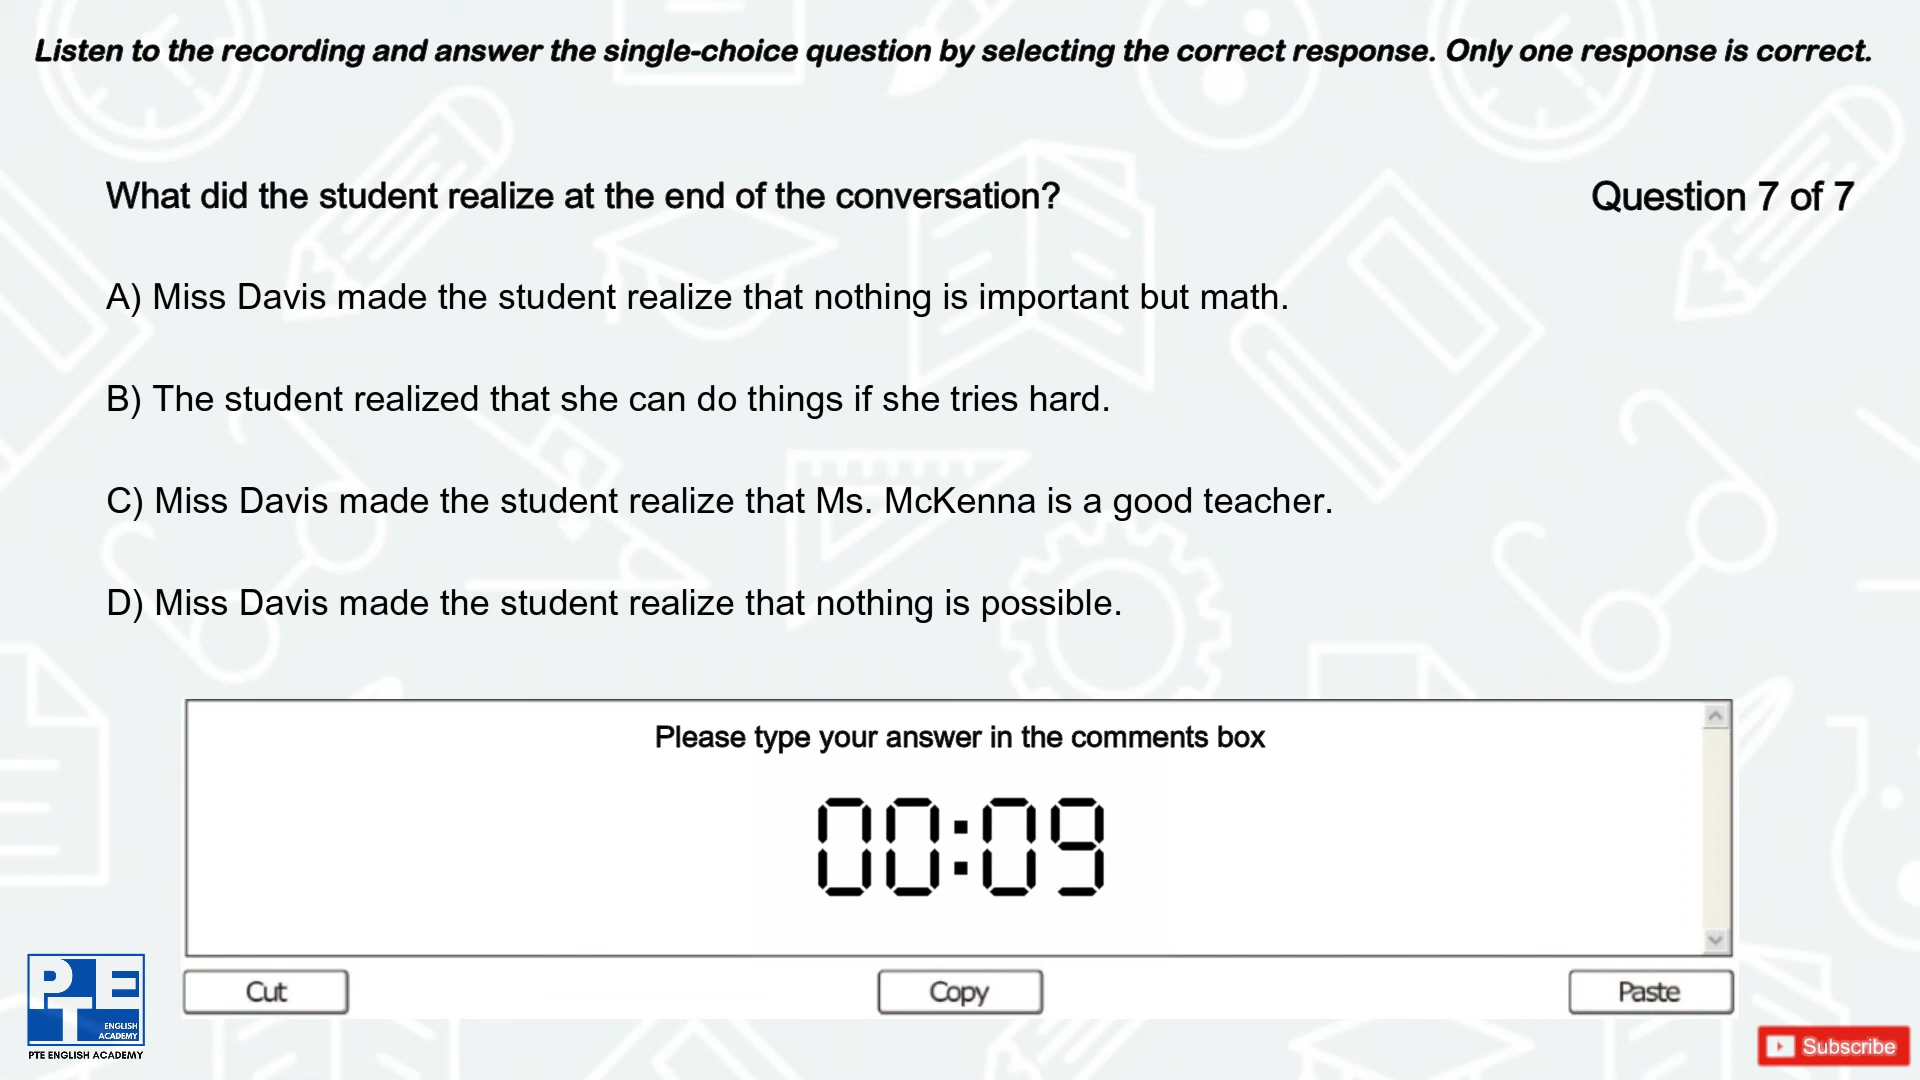 Listen to the recording and answer the single-choice question by selecting the correct response. Only one response is correct.
What did the student realize at the end of the conversation?
Question 7 of 7
A) Miss Davis made the student realize that nothing is important but math.
B) The student realized that she can do things if she tries hard.
C) Miss Davis made the student realize that Ms. McKenna is a good teacher.
D) Miss Davis made the student realize that nothing is possible.
Please type your answer in the comments box
00:09
Cut
Copy
Paste
PTE
ENGLISH
ACADEMY
PTE ENGLISH ACADEMY
Subscribe